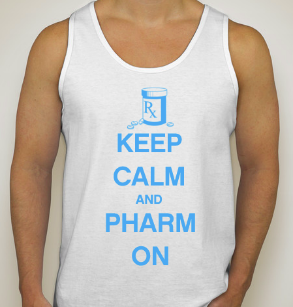 Rx
KEEP
CALM
AND
PHARM
ON